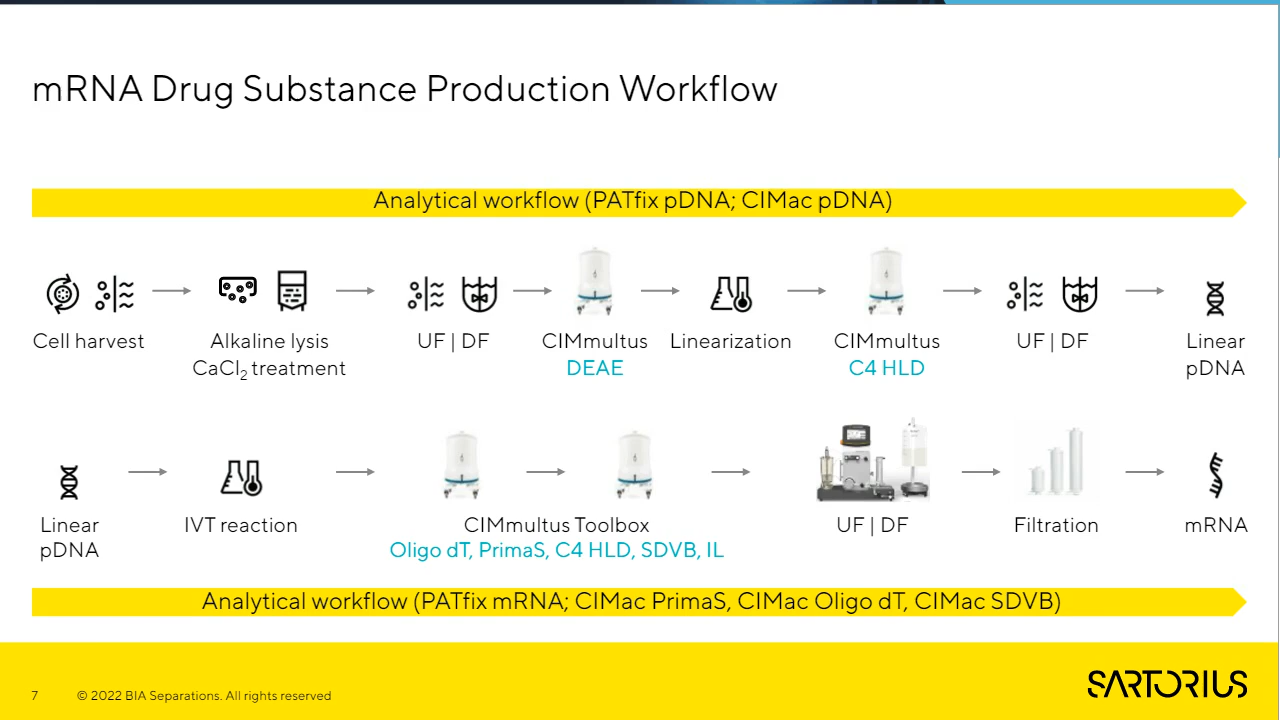 mRNA Drug Substance Production Workflow
Analytical workflow (PATfix pDNA; CIMac pDNA)
Cell harvest
Alkaline lysis
CaCl₂ treatment
UF | DF
CIMmultus
DEAE
Linearization
CIMmultus
C4 HLD
UF | DF
Linear
pDNA
Linear
pDNA
IVT reaction
CIMmultus Toolbox
Oligo dT, PrimaS, C4 HLD, SDVB, IL
UF | DF
Filtration
mRNA
Analytical workflow (PATfix mRNA; CIMac PrimaS, CIMac Oligo dT, CIMac SDVB)
7
© 2022 BIA Separations. All rights reserved
SARTORIUS